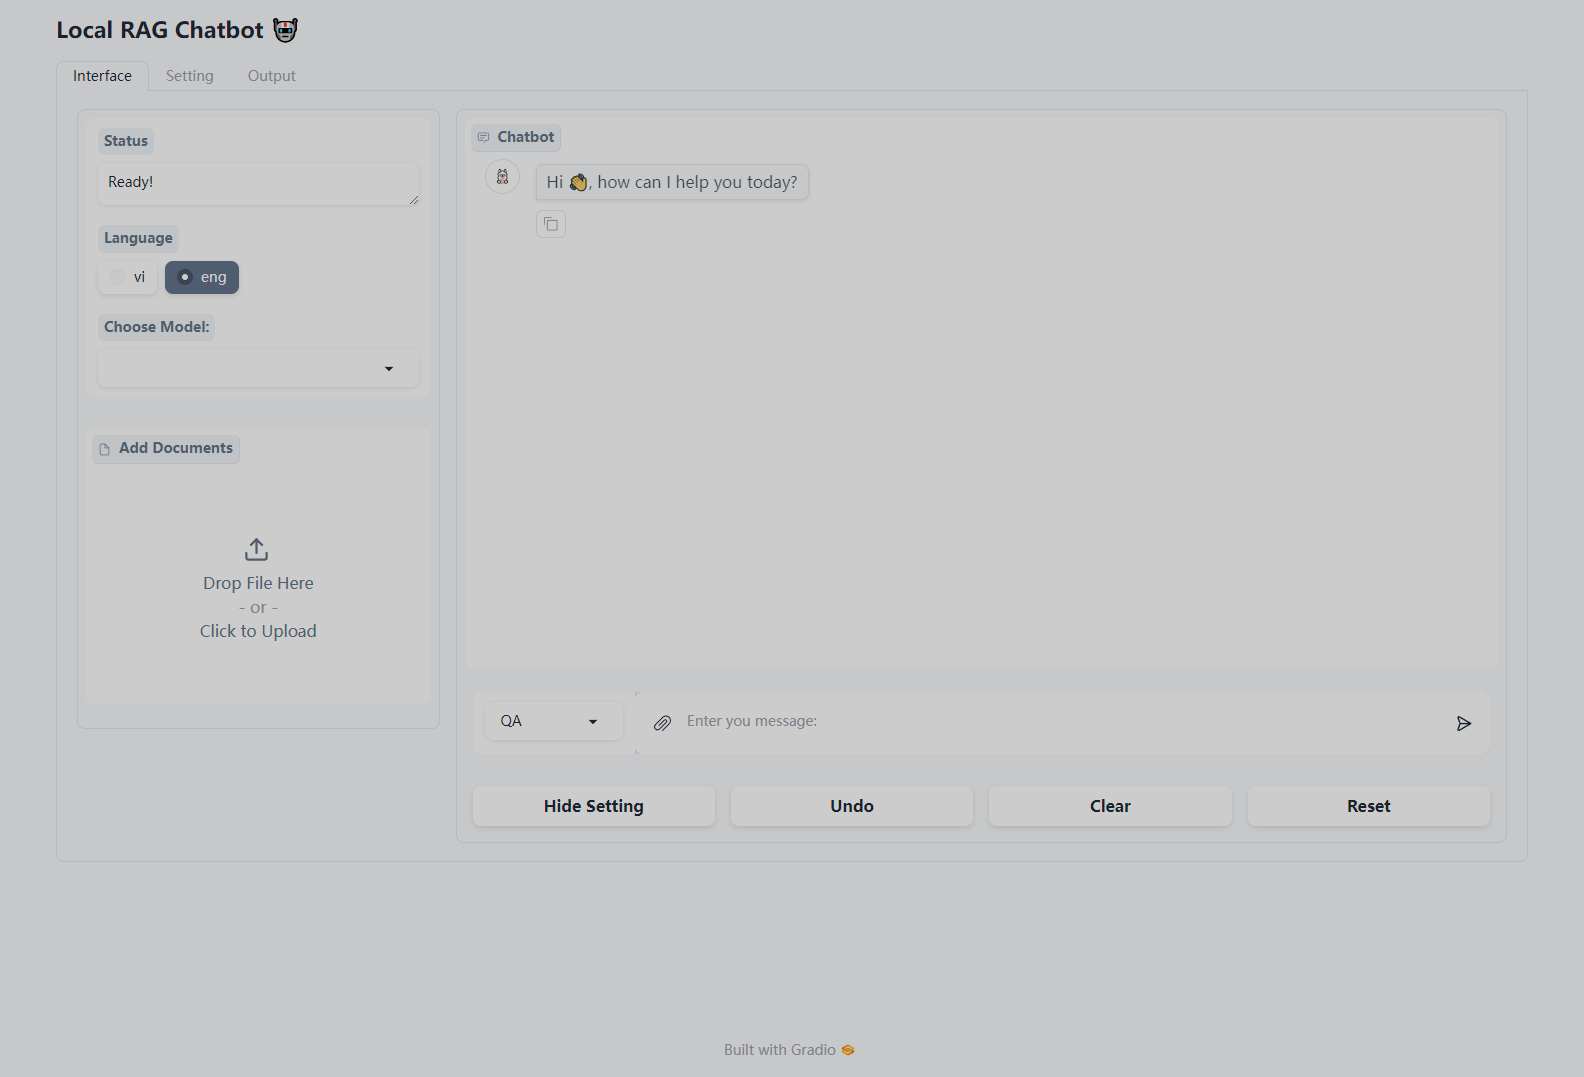 Local RAG Chatbot
Interface
Setting
Output
Status
Ready!
Language
vi
eng
Choose Model:
Add Documents
Drop File Here
- or -
Click to Upload
Chatbot
Hi 👏, how can I help you today?
QA
Enter you message:
Hide Setting
Undo
Clear
Reset
Built with Gradio